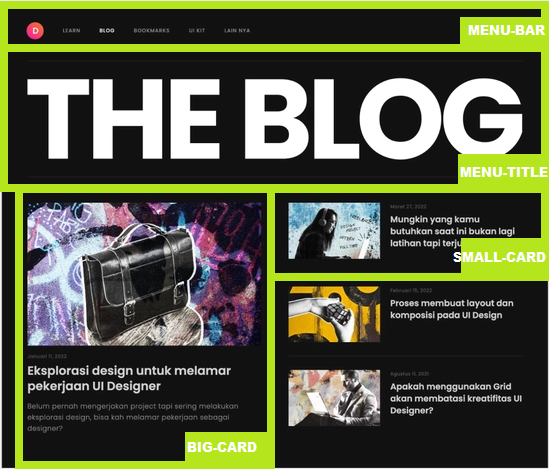 D
LEARN
BLOG
BOOKMARKS
UI KIT
LAIN NYA
MENU-BAR
THE BLOG
MENU-TITLE
Januari 11, 2022
Eksplorasi design untuk melamar
pekerjaan UI Designer
Belum pernah mengerjakan project tapi sering melakukan
eksplorasi design, bisa kah melamar pekerjaan sebagai
designer?
BIG-CARD
Maret 27, 2022
Mungkin yang kamu
butuhkan saat ini bukan lagi
latihan tapi terju
SMALL-CARD
Februari 15, 2022
Proses membuat layout dan
komposisi pada UI Design
Agustus 11, 2021
Apakah menggunakan Grid
akan membatasi kreatifitas UI
Designer?